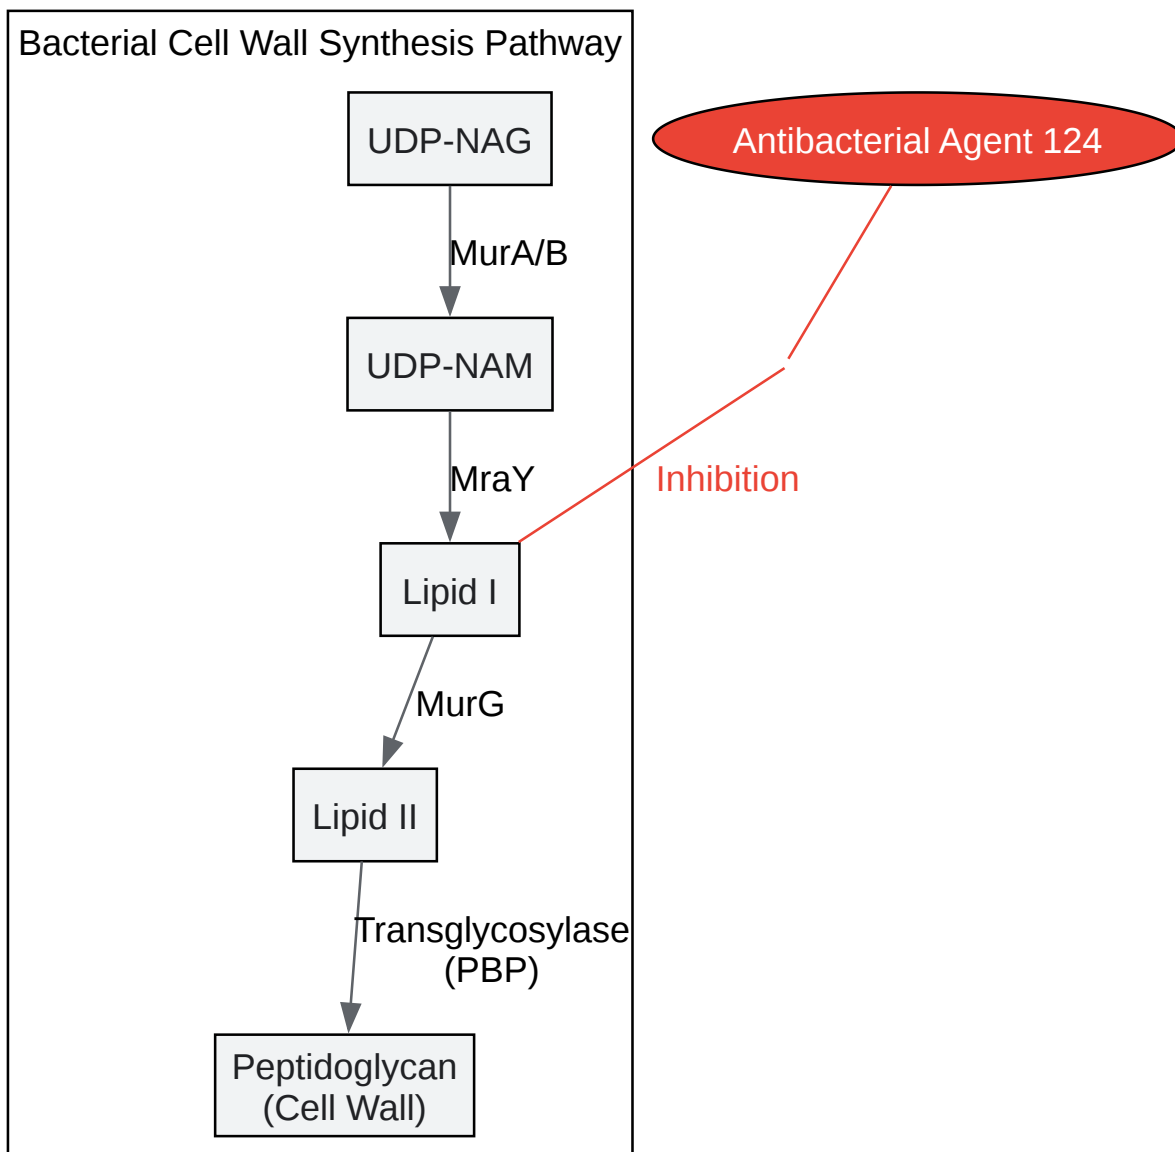 Bacterial Cell Wall Synthesis Pathway
UDP-NAG
Antibacterial Agent 124
MurA/B
UDP-NAM
MraY
Inhibition
Lipid I
MurG
Lipid II
Transglycosylase
(PBP)
Peptidoglycan
(Cell Wall)